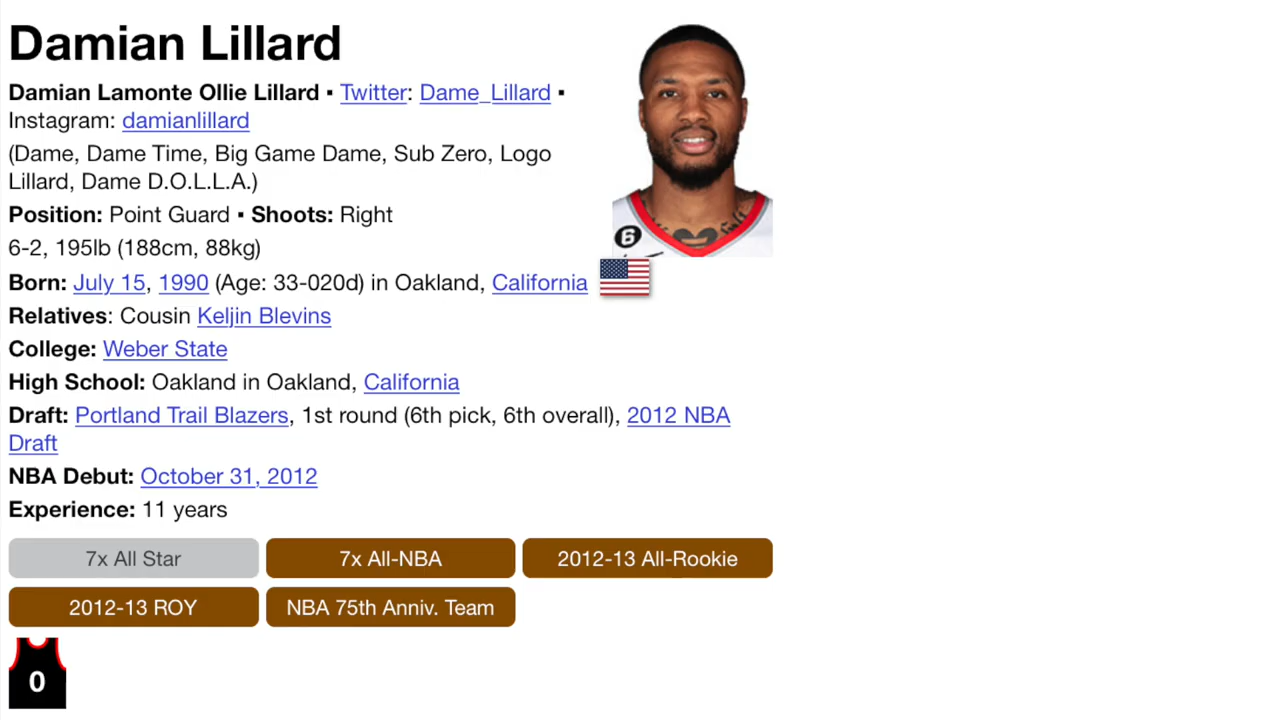 Damian Lillard
Damian Lamonte Ollie Lillard ▪ Twitter: Dame_Lillard ▪
Instagram: damianlillard
(Dame, Dame Time, Big Game Dame, Sub Zero, Logo
Lillard, Dame D.O.L.L.A.)
Position: Point Guard ▪ Shoots: Right
6
6-2, 195lb (188cm, 88kg)
Born: July 15, 1990 (Age: 33-020d) in Oakland, California
Relatives: Cousin Keljin Blevins
College: Weber State
High School: Oakland in Oakland, California
Draft: Portland Trail Blazers, 1st round (6th pick, 6th overall), 2012 NBA
Draft
NBA Debut: October 31, 2012
Experience: 11 years
7x All Star 7x All-NBA 2012-13 All-Rookie
2012-13 ROY NBA 75th Anniv. Team
0